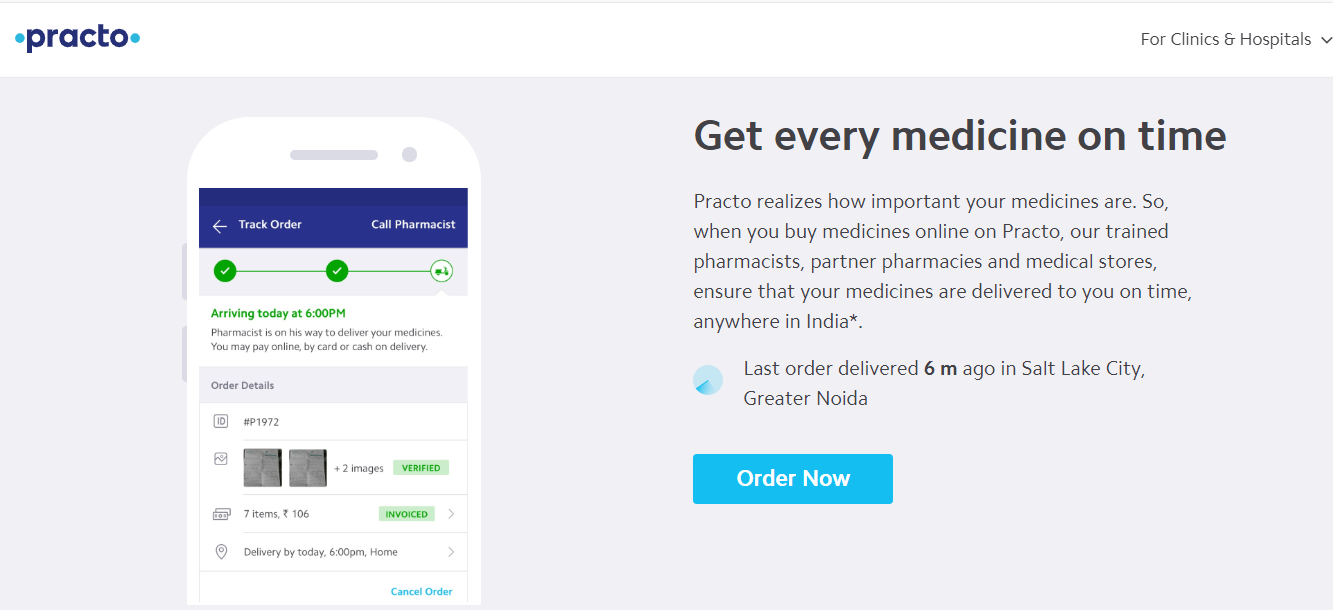 practo
For Clinics & Hospitals
Track Order
Call Pharmacist
Arriving today at 6:00PM
Pharmacist is on his way to deliver your medicines.
You may pay online, by card or cash on delivery.
Order Details
ID
#P1972
+ 2 images
VERIFIED
7 items, ₹ 106
INVOICED
Delivery by today, 6:00pm, Home
Cancel Order
Get every medicine on time
Practo realizes how important your medicines are. So,
when you buy medicines online on Practo, our trained
pharmacists, partner pharmacies and medical stores,
ensure that your medicines are delivered to you on time,
anywhere in India*.
Last order delivered 6 m ago in Salt Lake City,
Greater Noida
Order Now